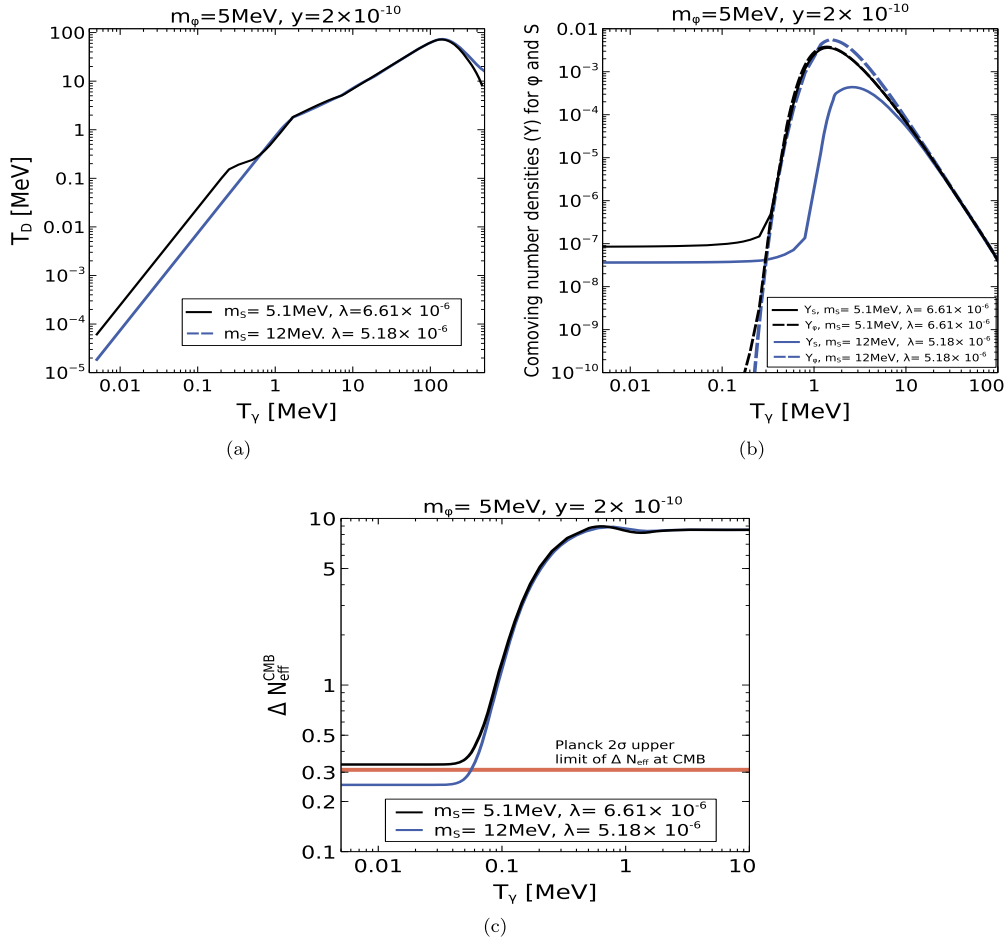 m_φ=5MeV, y=2×10^-10
100
10
1
0.1
0.01
10^-3
10^-4
10^-5
T_D [MeV]
m_S= 5.1MeV, λ=6.61× 10^-6
m_S= 12MeV, λ= 5.18× 10^-6
0.01 0.1 1 10 100
T_γ [MeV]
(a)
m_φ=5MeV, y=2× 10^-10
Comoving number densities (Y) for φ and S
0.01
10^-3
10^-4
10^-5
10^-6
10^-7
10^-8
10^-9
10^-10
Y_S, m_S= 5.1MeV, λ= 6.61× 10^-6
Y_φ, m_S= 5.1MeV, λ= 6.61× 10^-6
Y_S, m_S= 12MeV, λ= 5.18× 10^-6
Y_φ, m_S= 12MeV, λ= 5.18× 10^-6
0.01 0.1 1 10 100
T_γ [MeV]
(b)
m_φ= 5MeV, y= 2× 10^-10
10
5
1
0.5
0.3
0.2
0.1
Δ N_eff^CMB
Planck 2σ upper
limit of Δ N_eff at CMB
m_S= 5.1MeV, λ= 6.61× 10^-6
m_S= 12MeV, λ= 5.18× 10^-6
0.01 0.1 1 10
T_γ [MeV]
(c)